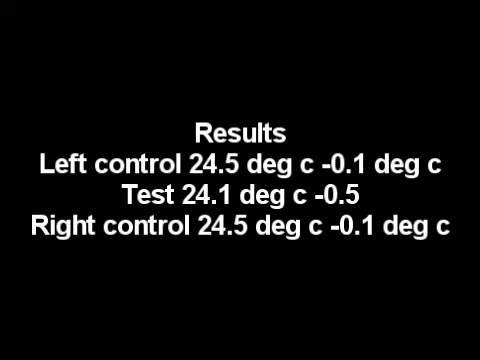 Results
Left control 24.5 deg c -0.1 deg c
Test 24.1 deg c -0.5
Right control 24.5 deg c -0.1 deg c